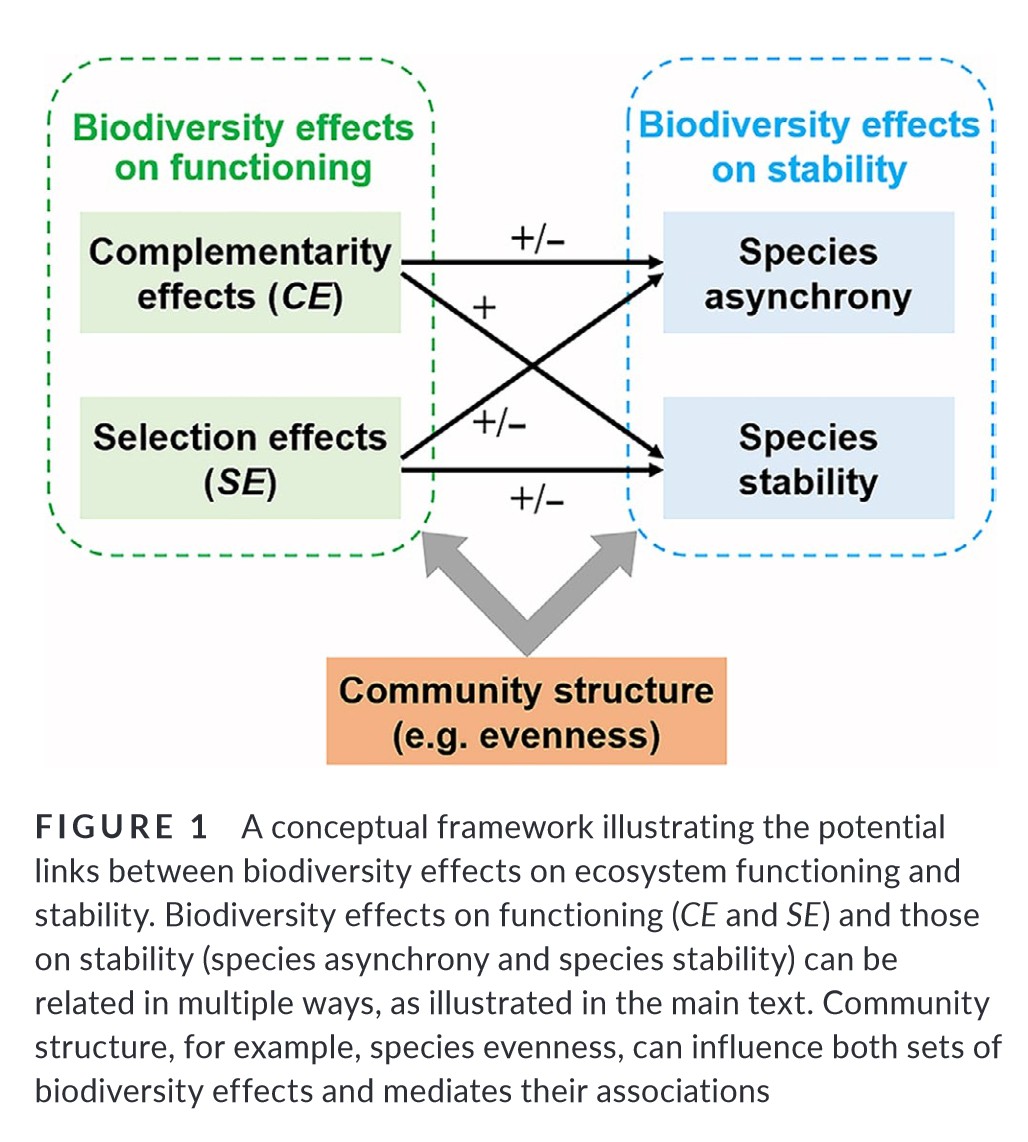 Biodiversity effects
on functioning
Biodiversity effects
on stability
Complementarity
effects (CE)
+/–
Species
asynchrony
+
Selection effects
(SE)
+/–
Species
stability
+/–
Community structure
(e.g. evenness)
FIGURE 1 A conceptual framework illustrating the potential
links between biodiversity effects on ecosystem functioning and
stability. Biodiversity effects on functioning (CE and SE) and those
on stability (species asynchrony and species stability) can be
related in multiple ways, as illustrated in the main text. Community
structure, for example, species evenness, can influence both sets of
biodiversity effects and mediates their associations